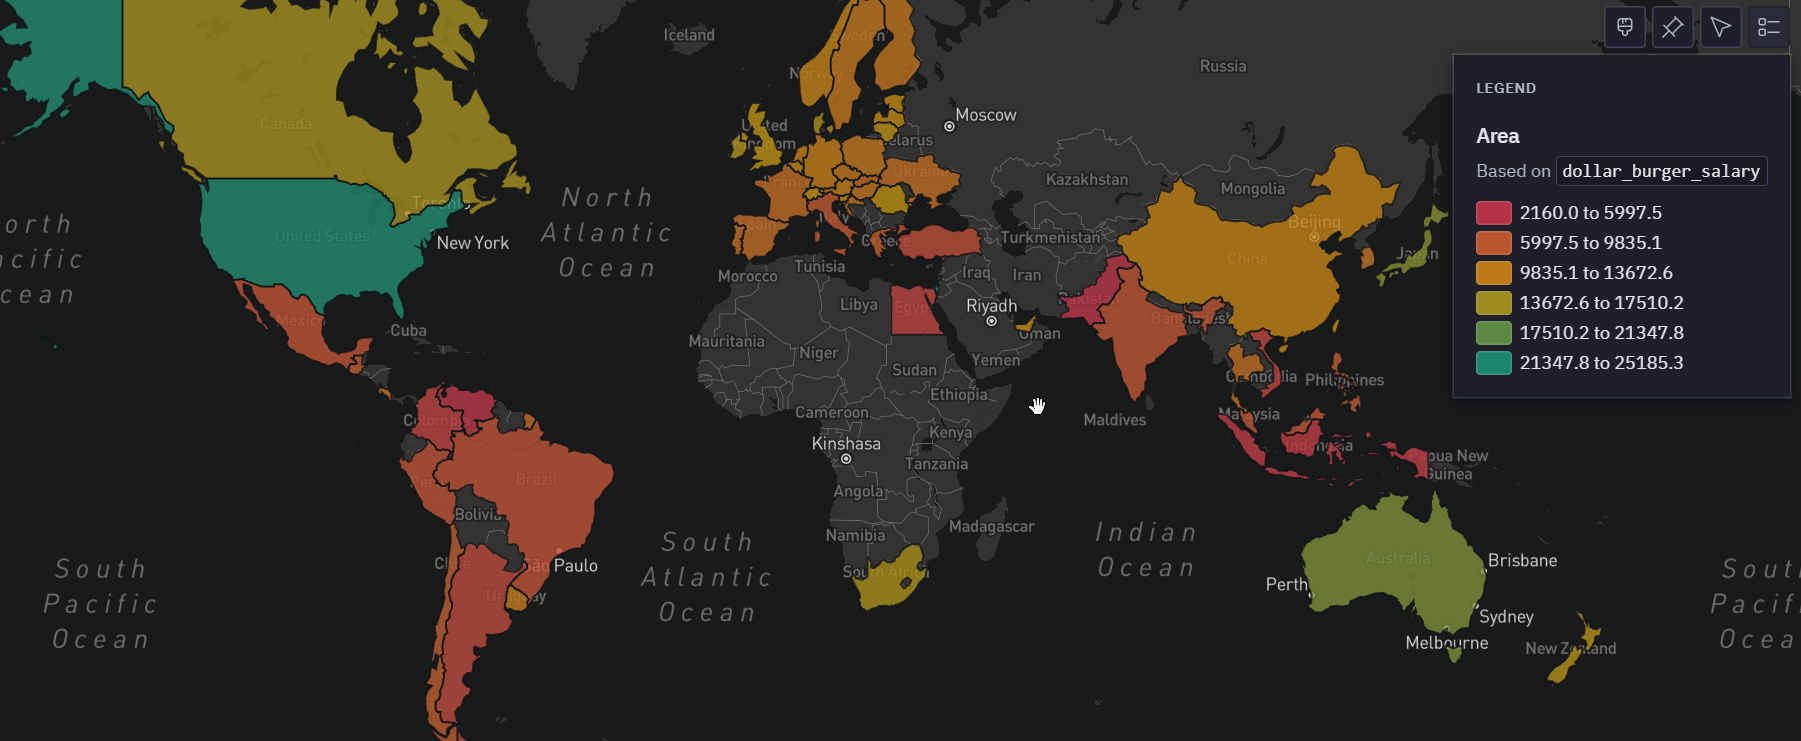 Iceland
Sweden
Norway
Russia
Moscow
United
Kingdom
Belarus
Canada
Toronto
New York
United States
North
Atlantic
Ocean
orth
acific
cean
France
Ukraine
Spain
Italy
Greece
Kazakhstan
Mongolia
Beijing
China
Japan
Turkmenistan
Morocco
Tunisia
Libya
Egypt
Iraq
Iran
Riyadh
Pakistan
Bangladesh
Oman
Yemen
Mexico
Cuba
Mauritania
Niger
Sudan
Ethiopia
Cambodia
Philippines
Malaysia
Maldives
Indonesia
Papua New
Guinea
Colombia
Cameroon
Kenya
Kinshasa
Tanzania
Angola
Madagascar
Namibia
South Africa
Peru
Brazil
Bolivia
Chile
São Paulo
Uruguay
South
Pacific
Ocean
South
Atlantic
Ocean
Indian
Ocean
Australia
Perth
Brisbane
Sydney
Melbourne
New Zealand
Sout
Pacif
Ocea
LEGEND
Area
Based on dollar_burger_salary
2160.0 to 5997.5
5997.5 to 9835.1
9835.1 to 13672.6
13672.6 to 17510.2
17510.2 to 21347.8
21347.8 to 25185.3